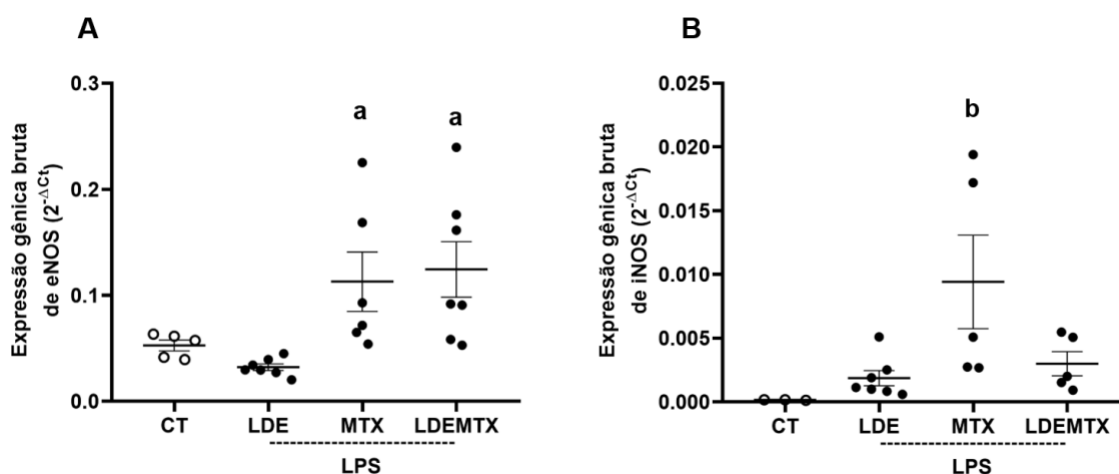 A
Expressão gênica bruta
de eNOS (2-ΔCt)
0.3
0.2
0.1
0.0
a
a
CT LDE MTX LDEMTX
LPS
B
Expressão gênica bruta
de iNOS (2-ΔCt)
0.025
0.020
0.015
0.010
0.005
0.000
b
CT LDE MTX LDEMTX
LPS